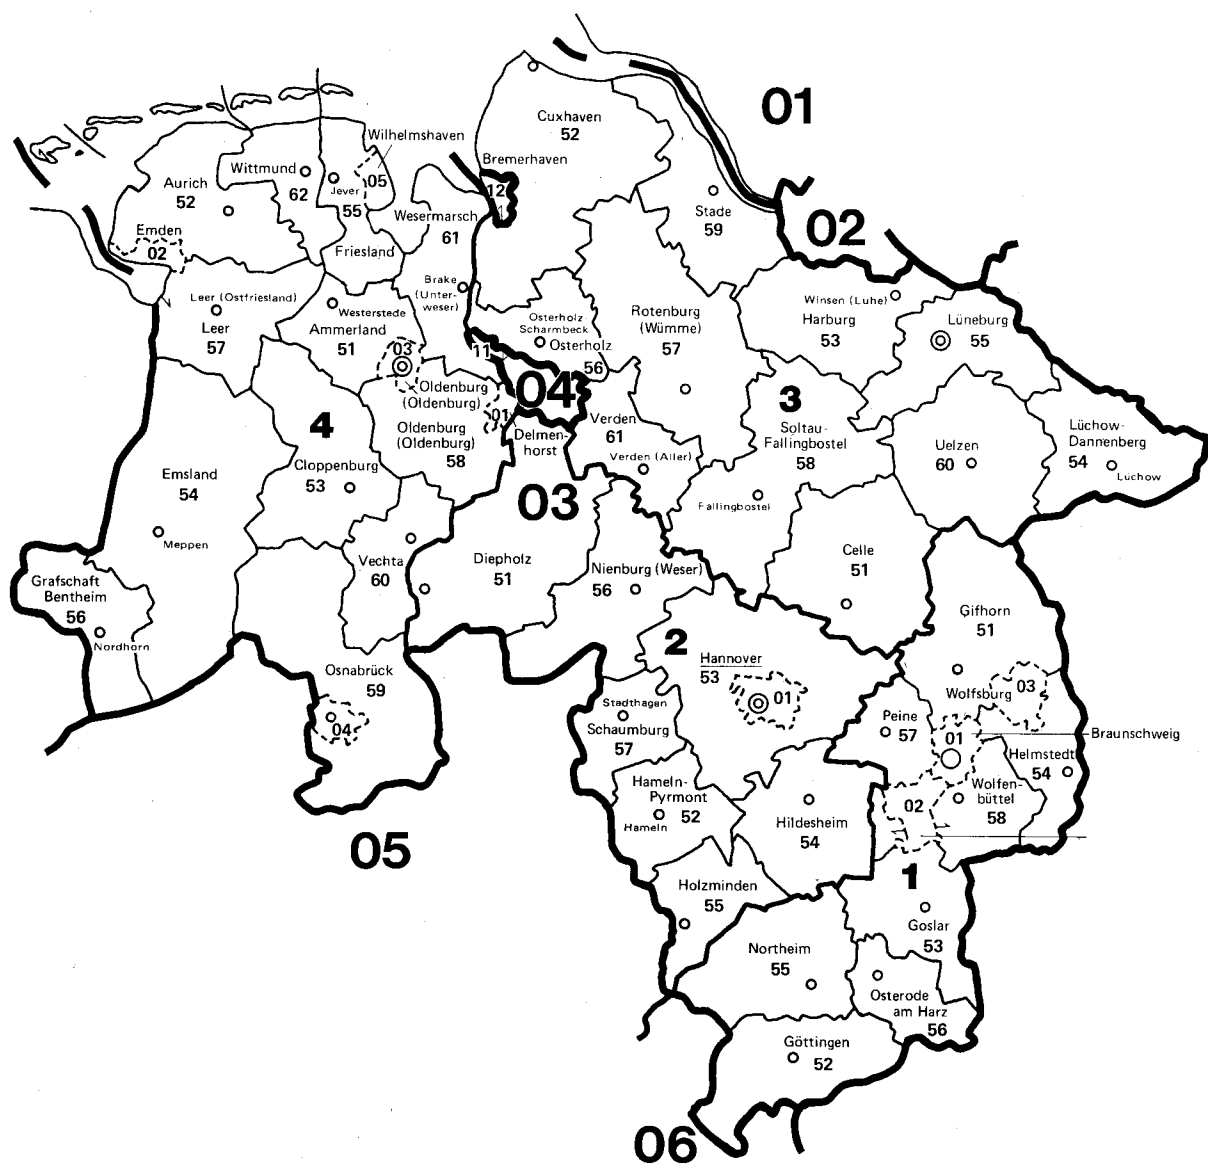 01
Cuxhaven
52
Wilhelmshaven
Bremerhaven
12
Wittmund
62
Jever
55
05
Friesland
Aurich
52
Emden
02
Wesermarsch
61
Stade
59
02
Brake
(Unter-
weser)
Leer (Ostfriesland)
Leer
57
Westerstede
Ammerland
51
Osterholz-
Scharmbeck
Osterholz
56
Rotenburg
(Wümme)
57
Winsen (Luhe)
Harburg
53
Lüneburg
55
11
03
Oldenburg
(Oldenburg)
Oldenburg
(Oldenburg)
58
01
04
Delmen-
horst
Verden
61
Verden (Aller)
3
Soltau-
Fallingbostel
58
Fallingbostel
Uelzen
60
Lüchow-
Dannenberg
54
Lüchow
4
Cloppenburg
53
Emsland
54
Meppen
03
Vechta
60
Diepholz
51
Nienburg (Weser)
56
Celle
51
Grafschaft
Bentheim
56
Nordhorn
Gifhorn
51
2
Hannover
53
01
Osnabrück
59
04
Wolfsburg
03
Stadthagen
Schaumburg
57
Peine
57
01
Braunschweig
Helmstedt
54
Hameln-
Pyrmont
52
Hameln
Hildesheim
54
02
Wolfen-
büttel
58
05
Holzminden
55
1
Goslar
53
Northeim
55
Osterode
am Harz
56
Göttingen
52
06